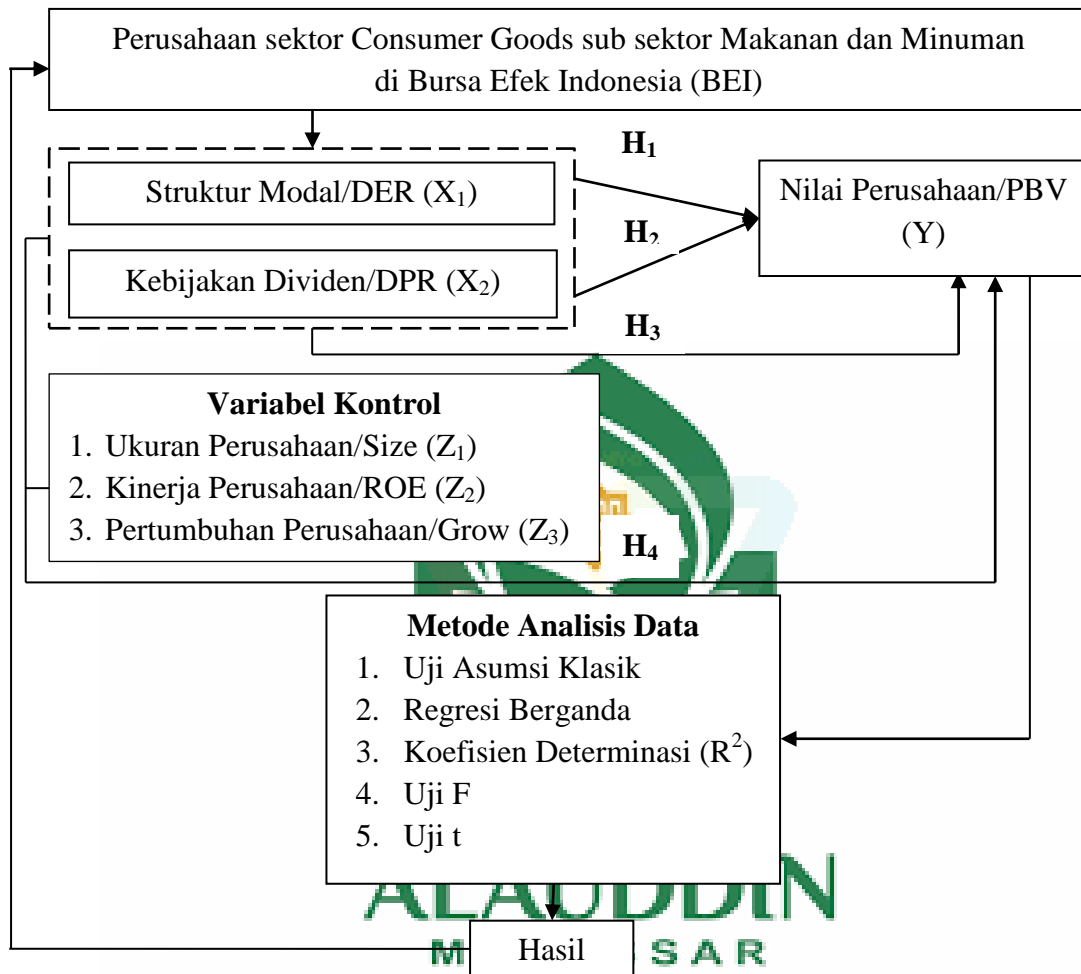 Perusahaan sektor Consumer Goods sub sektor Makanan dan Minuman
di Bursa Efek Indonesia (BEI)
H₁
Struktur Modal/DER (X₁)
Nilai Perusahaan/PBV
(Y)
H₂
Kebijakan Dividen/DPR (X₂)
H₃
Variabel Kontrol
1. Ukuran Perusahaan/Size (Z₁)
2. Kinerja Perusahaan/ROE (Z₂)
3. Pertumbuhan Perusahaan/Grow (Z₃)
H₄
Metode Analisis Data
1. Uji Asumsi Klasik
2. Regresi Berganda
3. Koefisien Determinasi (R²)
4. Uji F
5. Uji t
ALAUDDIN
Hasil